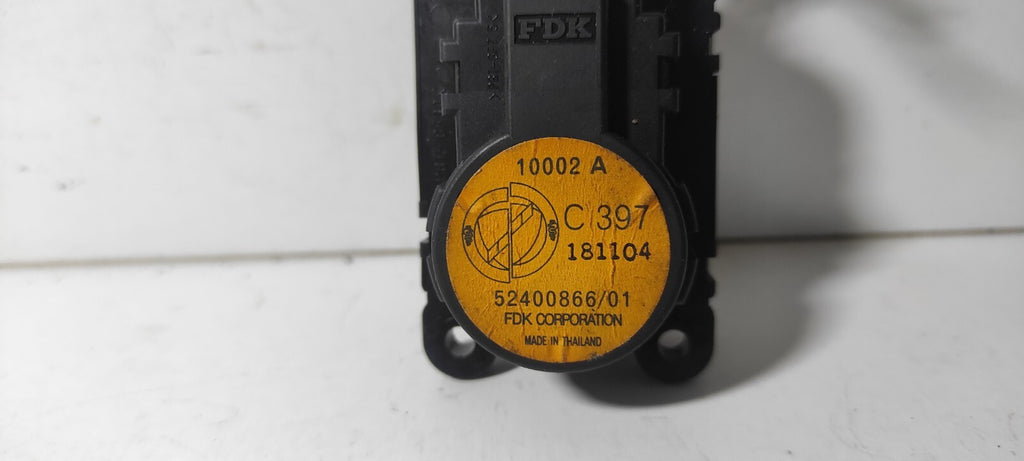 FDK
10002 A
C 397
181104
52400866/01
FDK CORPORATION
MADE IN THAILAND